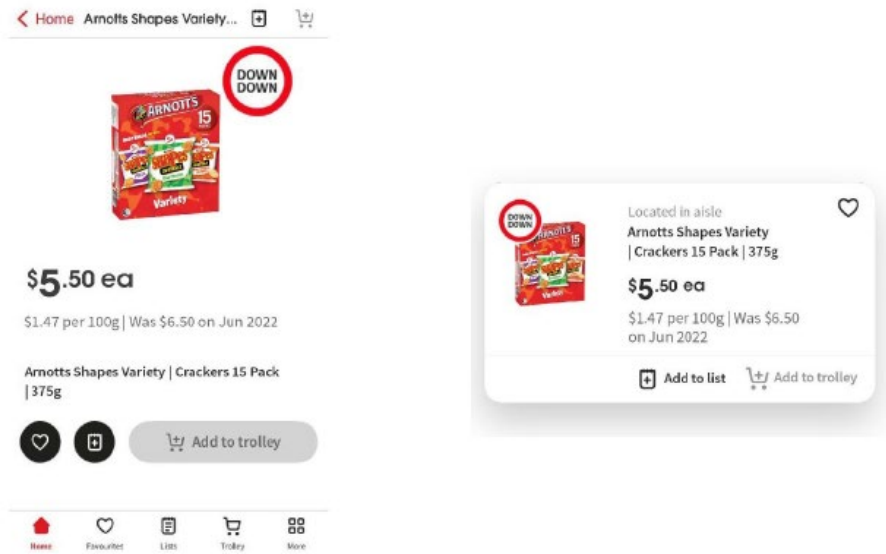 Home Arnotts Shapes Variety...
DOWN
DOWN
ARNOTT'S
15
SHAPES
Variety
$5.50 ea
$1.47 per 100g | Was $6.50 on Jun 2022
Arnotts Shapes Variety | Crackers 15 Pack
| 375g
Add to trolley
Home Favourites Lists Trolley More
DOWN
DOWN
ARNOTT'S
15
Variety
Located in aisle
Arnotts Shapes Variety
| Crackers 15 Pack | 375g
$5.50 ea
$1.47 per 100g | Was $6.50
on Jun 2022
Add to list Add to trolley